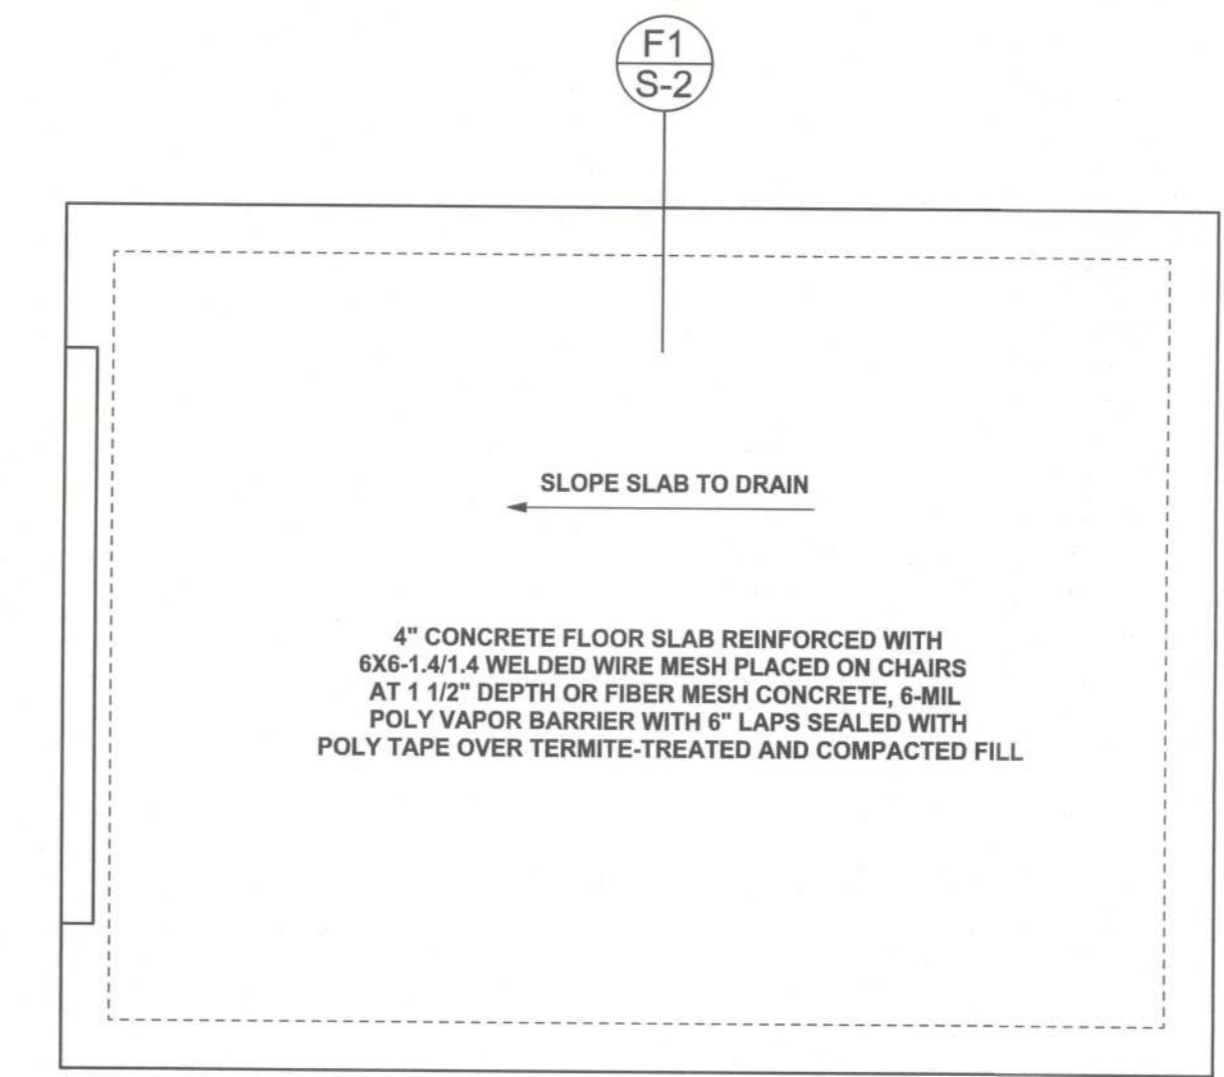 F1
S-2
SLOPE SLAB TO DRAIN
4" CONCRETE FLOOR SLAB REINFORCED WITH
6X6-1.4/1.4 WELDED WIRE MESH PLACED ON CHAIRS
AT 1 1/2" DEPTH OR FIBER MESH CONCRETE, 6-MIL
POLY VAPOR BARRIER WITH 6" LAPS SEALED WITH
POLY TAPE OVER TERMITE-TREATED AND COMPACTED FILL